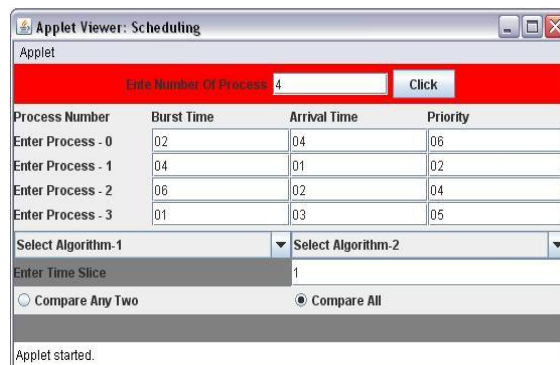 Applet Viewer: Scheduling
Applet
Ente Number Of Process 4 Click
Process Number Burst Time Arrival Time Priority
Enter Process - 0 02 04 06
Enter Process - 1 04 01 02
Enter Process - 2 06 02 04
Enter Process - 3 01 03 05
Select Algorithm-1 Select Algorithm-2
Enter Time Slice 1
Compare Any Two Compare All
Applet started.